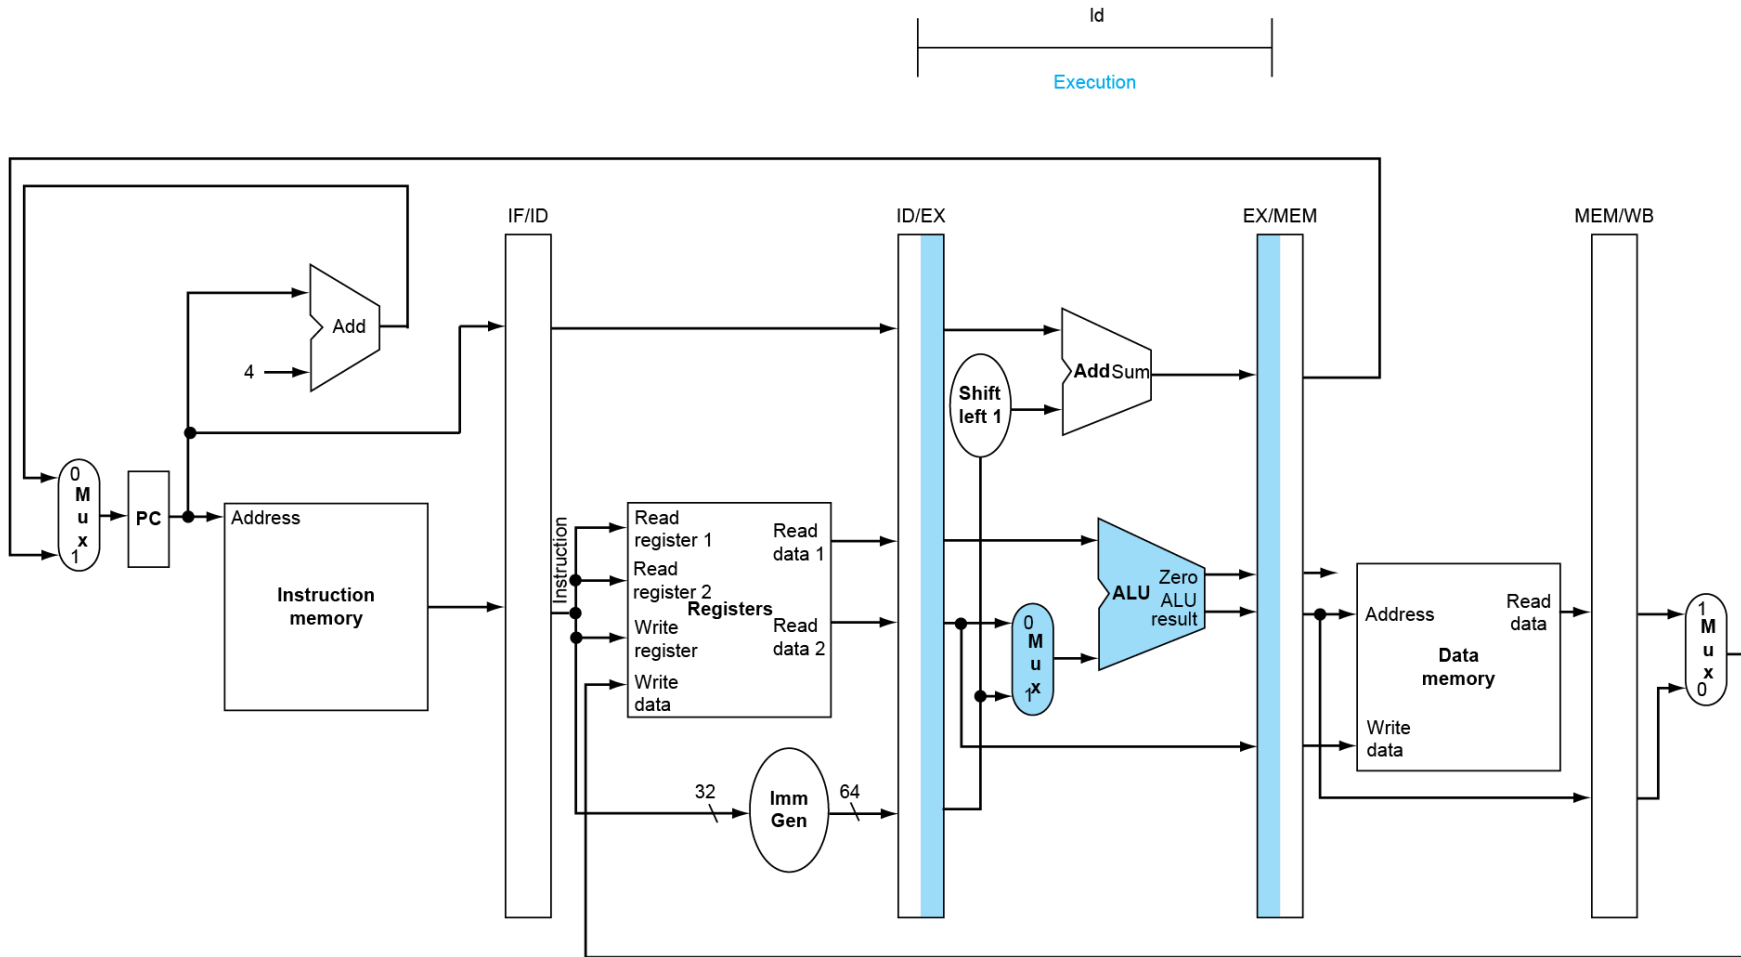 ld
Execution
IF/ID
ID/EX
EX/MEM
MEM/WB
Add
4
Add Sum
Shift
left 1
0
M
u
x
1
PC
Address
Instruction
memory
Instruction
Read
register 1
Read
register 2
Write
register
Write
data
Registers
Read
data 1
Read
data 2
32
Imm
Gen
64
0
M
u
x
1
ALU
Zero
ALU
result
Address
Read
data
Data
memory
Write
data
1
M
u
x
0